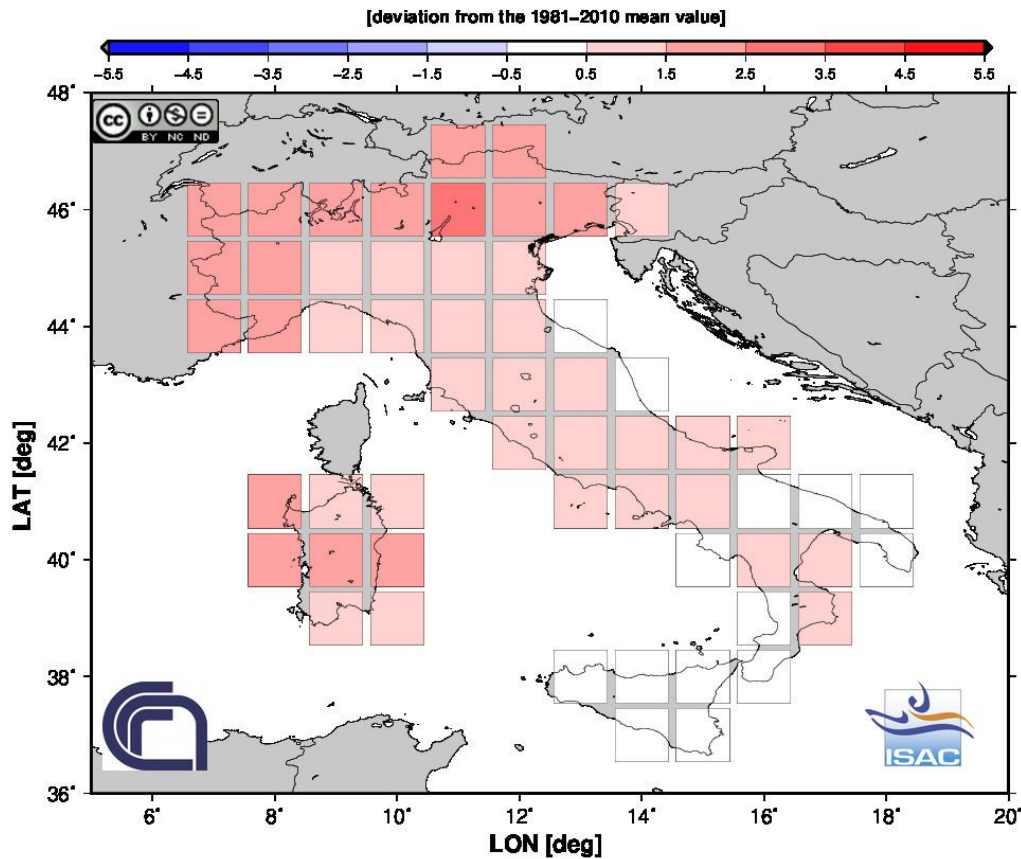 [deviation from the 1981−2010 mean value]
−5.5 −4.5 −3.5 −2.5 −1.5 −0.5 0.5 1.5 2.5 3.5 4.5 5.5
cc
BY NC ND
48°
46°
44°
42°
40°
38°
36°
LAT [deg]
ISAC
6° 8° 10° 12° 14° 16° 18° 20°
LON [deg]